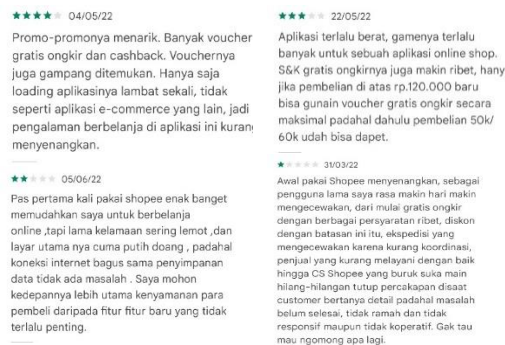 04/05/22
Promo-promonya menarik. Banyak voucher
gratis ongkir dan cashback. Vouchernya
juga gampang ditemukan. Hanya saja
loading aplikasinya lambat sekali, tidak
seperti aplikasi e-commerce yang lain, jadi
pengalaman berbelanja di aplikasi ini kurang
menyenangkan.
05/06/22
Pas pertama kali pakai shopee enak banget
memudahkan saya untuk berbelanja
online ,tapi lama kelamaan sering lemot ,dan
layar utama nya cuma putih doang , padahal
koneksi internet bagus sama penyimpanan
data tidak ada masalah . Saya mohon
kedepannya lebih utama kenyamanan para
pembeli daripada fitur fitur baru yang tidak
terlalu penting.
22/05/22
Aplikasi terlalu berat, gamenya terlalu
banyak untuk sebuah aplikasi online shop.
S&K gratis ongkirnya juga makin ribet, hany
jika pembelian di atas rp.120.000 baru
bisa gunain voucher gratis ongkir secara
maksimal padahal dahulu pembelian 50k/
60k udah bisa dapet.
31/03/22
Awal pakai Shopee menyenangkan, sebagai
pengguna lama saya rasa makin hari makin
mengecewakan, dari mulai gratis ongkir
dengan berbagai persyaratan ribet, diskon
dengan batasan ini itu, ekspedisi yang
mengecewakan karena kurang koordinasi,
penjual yang kurang melayani dengan baik
hingga CS Shopee yang buruk suka main
hilang-hilangan tutup percakapan disaat
customer bertanya detail padahal masalah
belum selesai, tidak ramah dan tidak
responsif maupun tidak koperatif. Gak tau
mau ngomong apa lagi.